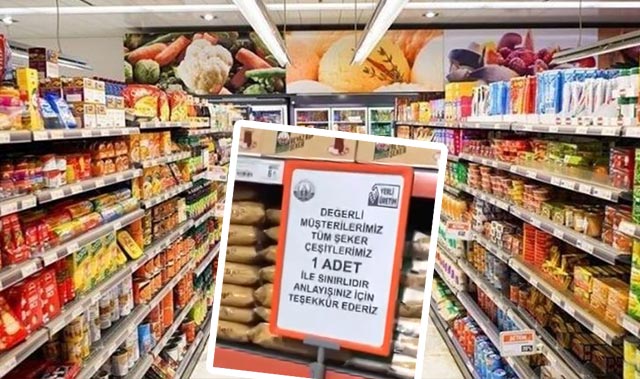 YERLİ
ÜRETİM
DEĞERLİ
MÜŞTERİLERİMİZ
TÜM ŞEKER
ÇEŞİTLERİMİZ
1 ADET
İLE SINIRLIDIR
ANLAYIŞINIZ İÇİN
TEŞEKKÜR EDERİZ